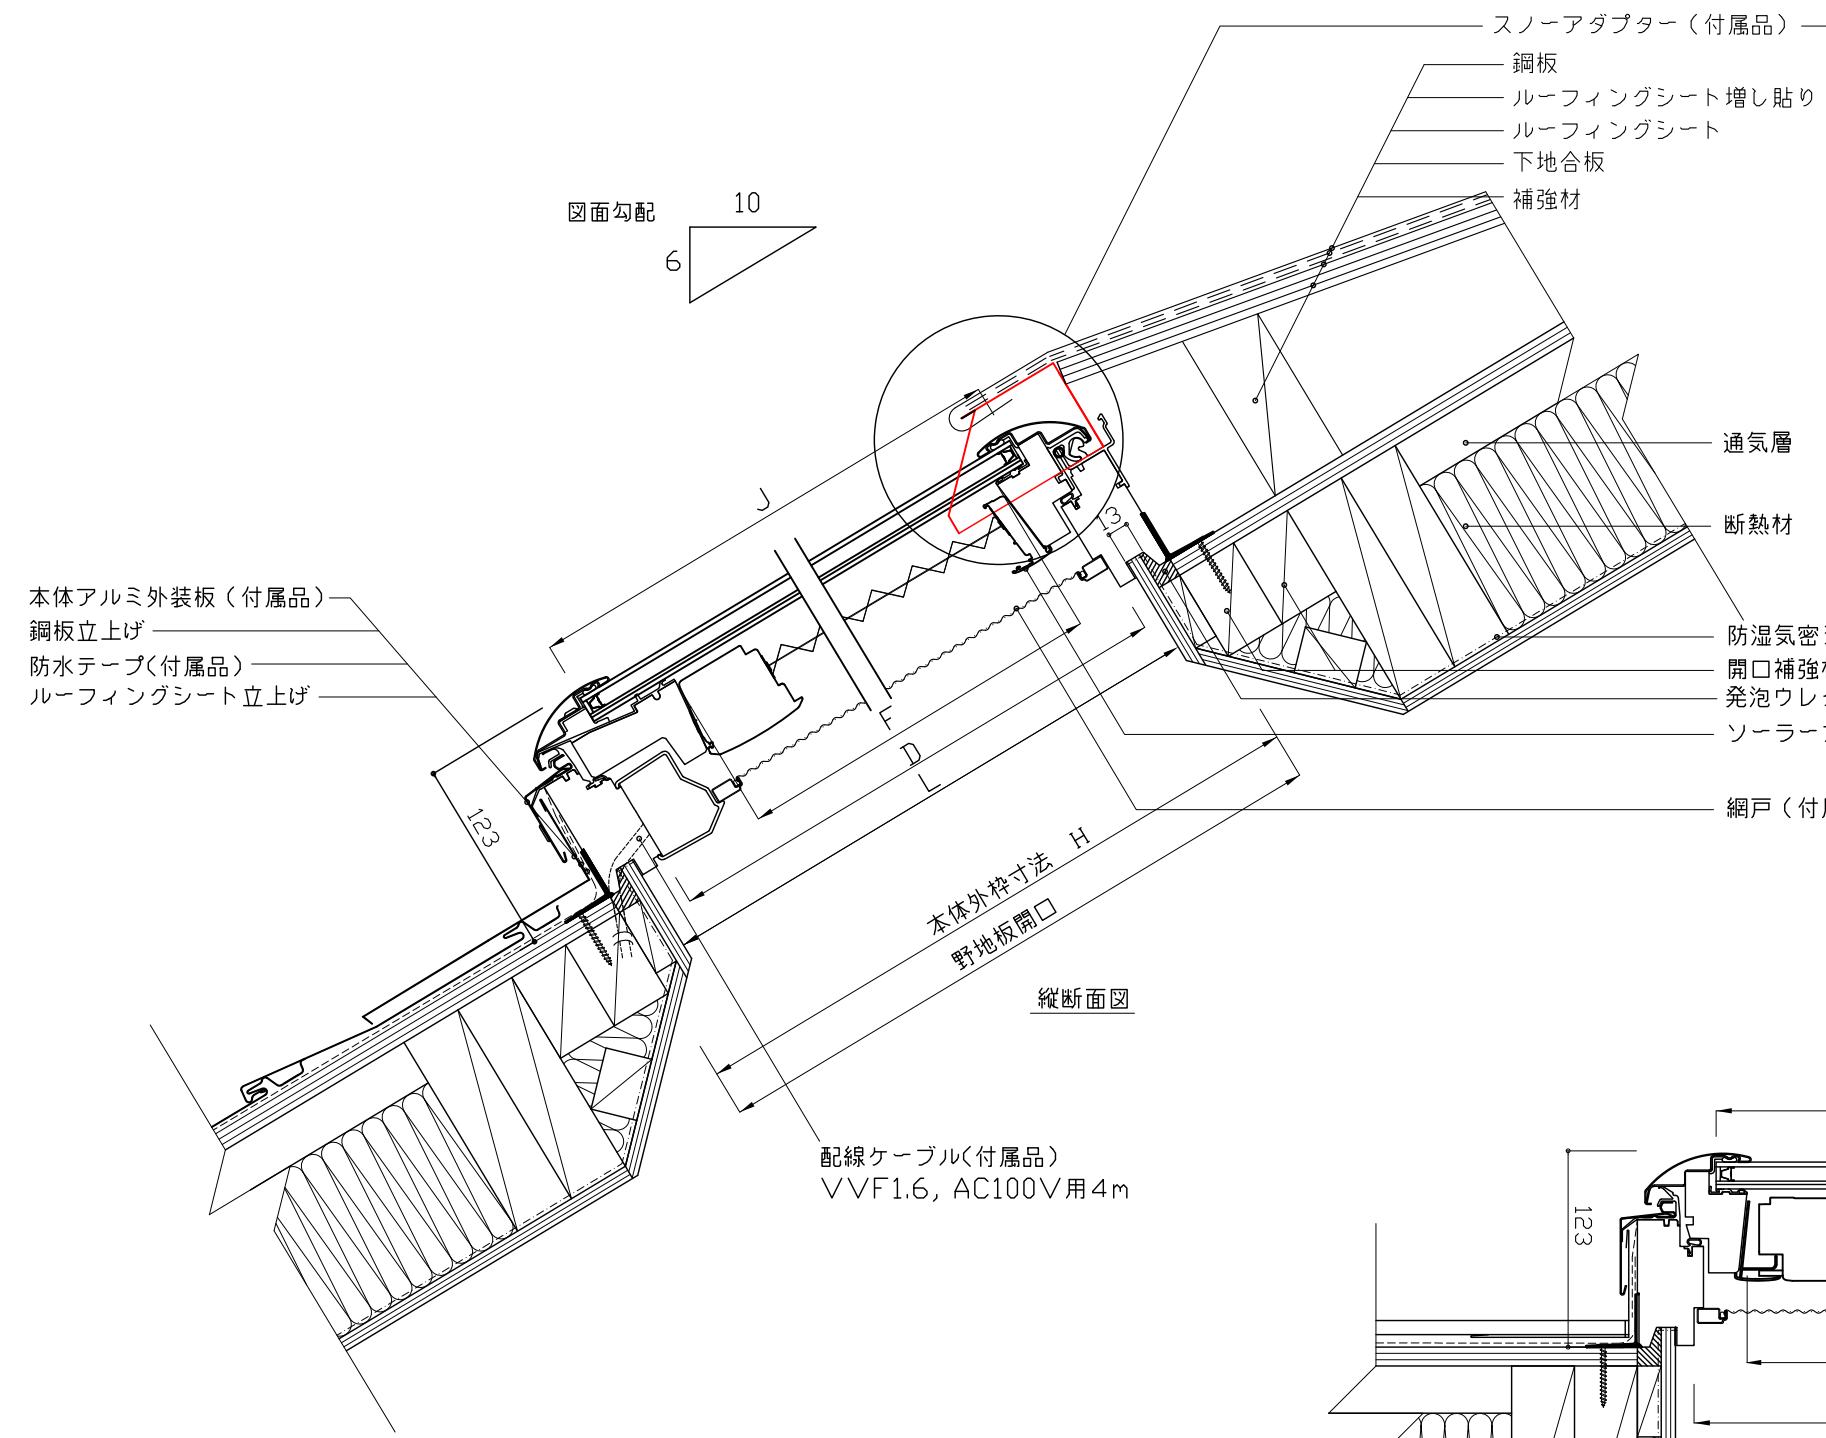 スノーアダプター(付属品)
鋼板
ルーフィングシート増し貼り
ルーフィングシート
下地合板
補強材
図面勾配
10
6
通気層
断熱材
防湿気密
開口補強
発泡ウレ
ソーラー
網戸(付
本体アルミ外装板(付属品)
鋼板立上げ
防水テープ(付属品)
ルーフィングシート立上げ
J
13
F
D
L
123
本体外枠寸法 H
野地板開口
縦断面図
配線ケーブル(付属品)
VVF1.6, AC100V用4m
123